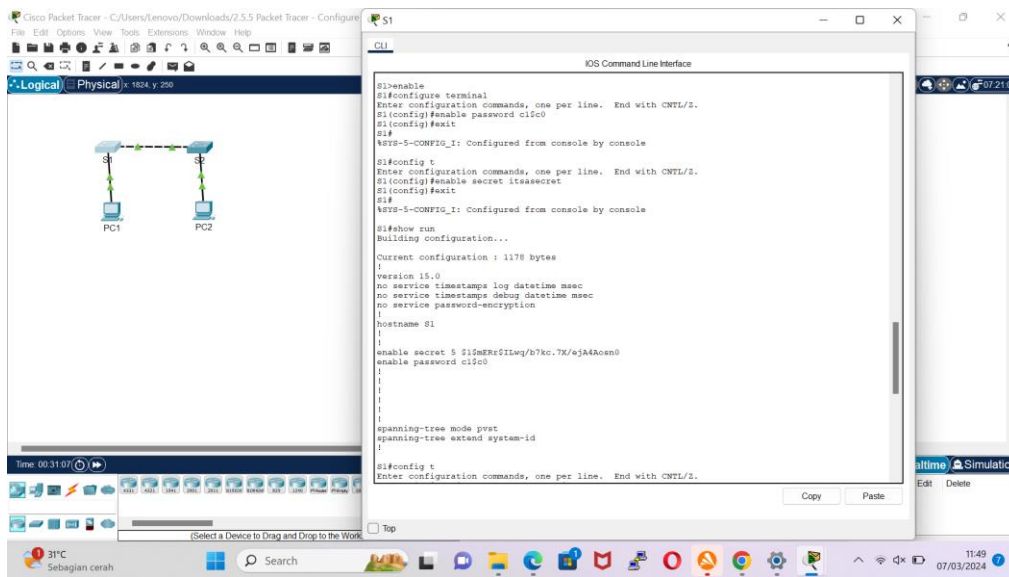 Cisco Packet Tracer - C:/Users/Lenovo/Downloads/2.5.5 Packet Tracer - Configure
File Edit Options View Tools Extensions Window Help
Logical Physical x: 1824, y: 250
07:21:0
S1
S2
PC1
PC2
Time: 00:31:07
Realtime Simulatio
Edit Delete
(Select a Device to Drag and Drop to the Work
S1
CLI
IOS Command Line Interface
S1>enable
S1#configure terminal
Enter configuration commands, one per line. End with CNTL/Z.
S1(config)#enable password c1$c0
S1(config)#exit
S1#
%SYS-5-CONFIG_I: Configured from console by console
S1#config t
Enter configuration commands, one per line. End with CNTL/Z.
S1(config)#enable secret itsasecret
S1(config)#exit
S1#
%SYS-5-CONFIG_I: Configured from console by console
S1#show run
Building configuration...
Current configuration : 1178 bytes
!
version 15.0
no service timestamps log datetime msec
no service timestamps debug datetime msec
no service password-encryption
!
hostname S1
!
!
enable secret 5 $1$mERr$ILwq/b7kc.7X/ejA4Aosn0
enable password c1$c0
!
!
!
!
!
!
spanning-tree mode pvst
spanning-tree extend system-id
!
S1#config t
Enter configuration commands, one per line. End with CNTL/Z.
Copy Paste
Top
31°C
Sebagian cerah
Search
11:49
07/03/2024